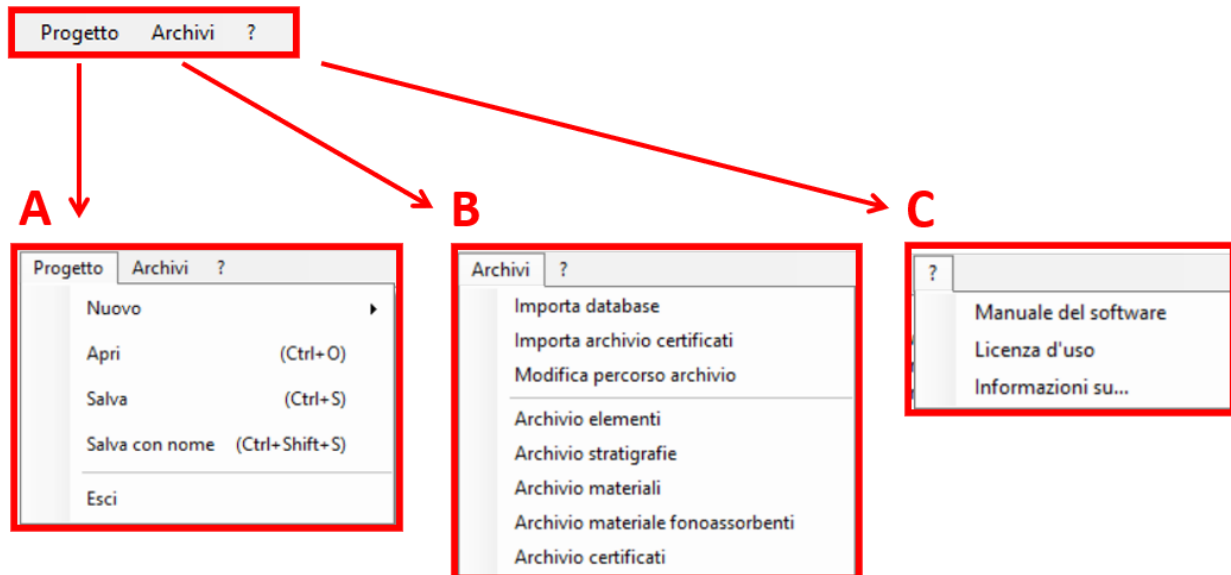 Progetto Archivi ?
A
B
C
Progetto Archivi ?
Nuovo
Apri (Ctrl+O)
Salva (Ctrl+S)
Salva con nome (Ctrl+Shift+S)
Esci
Archivi ?
Importa database
Importa archivio certificati
Modifica percorso archivio
Archivio elementi
Archivio stratigrafie
Archivio materiali
Archivio materiale fonoassorbenti
Archivio certificati
?
Manuale del software
Licenza d'uso
Informazioni su...